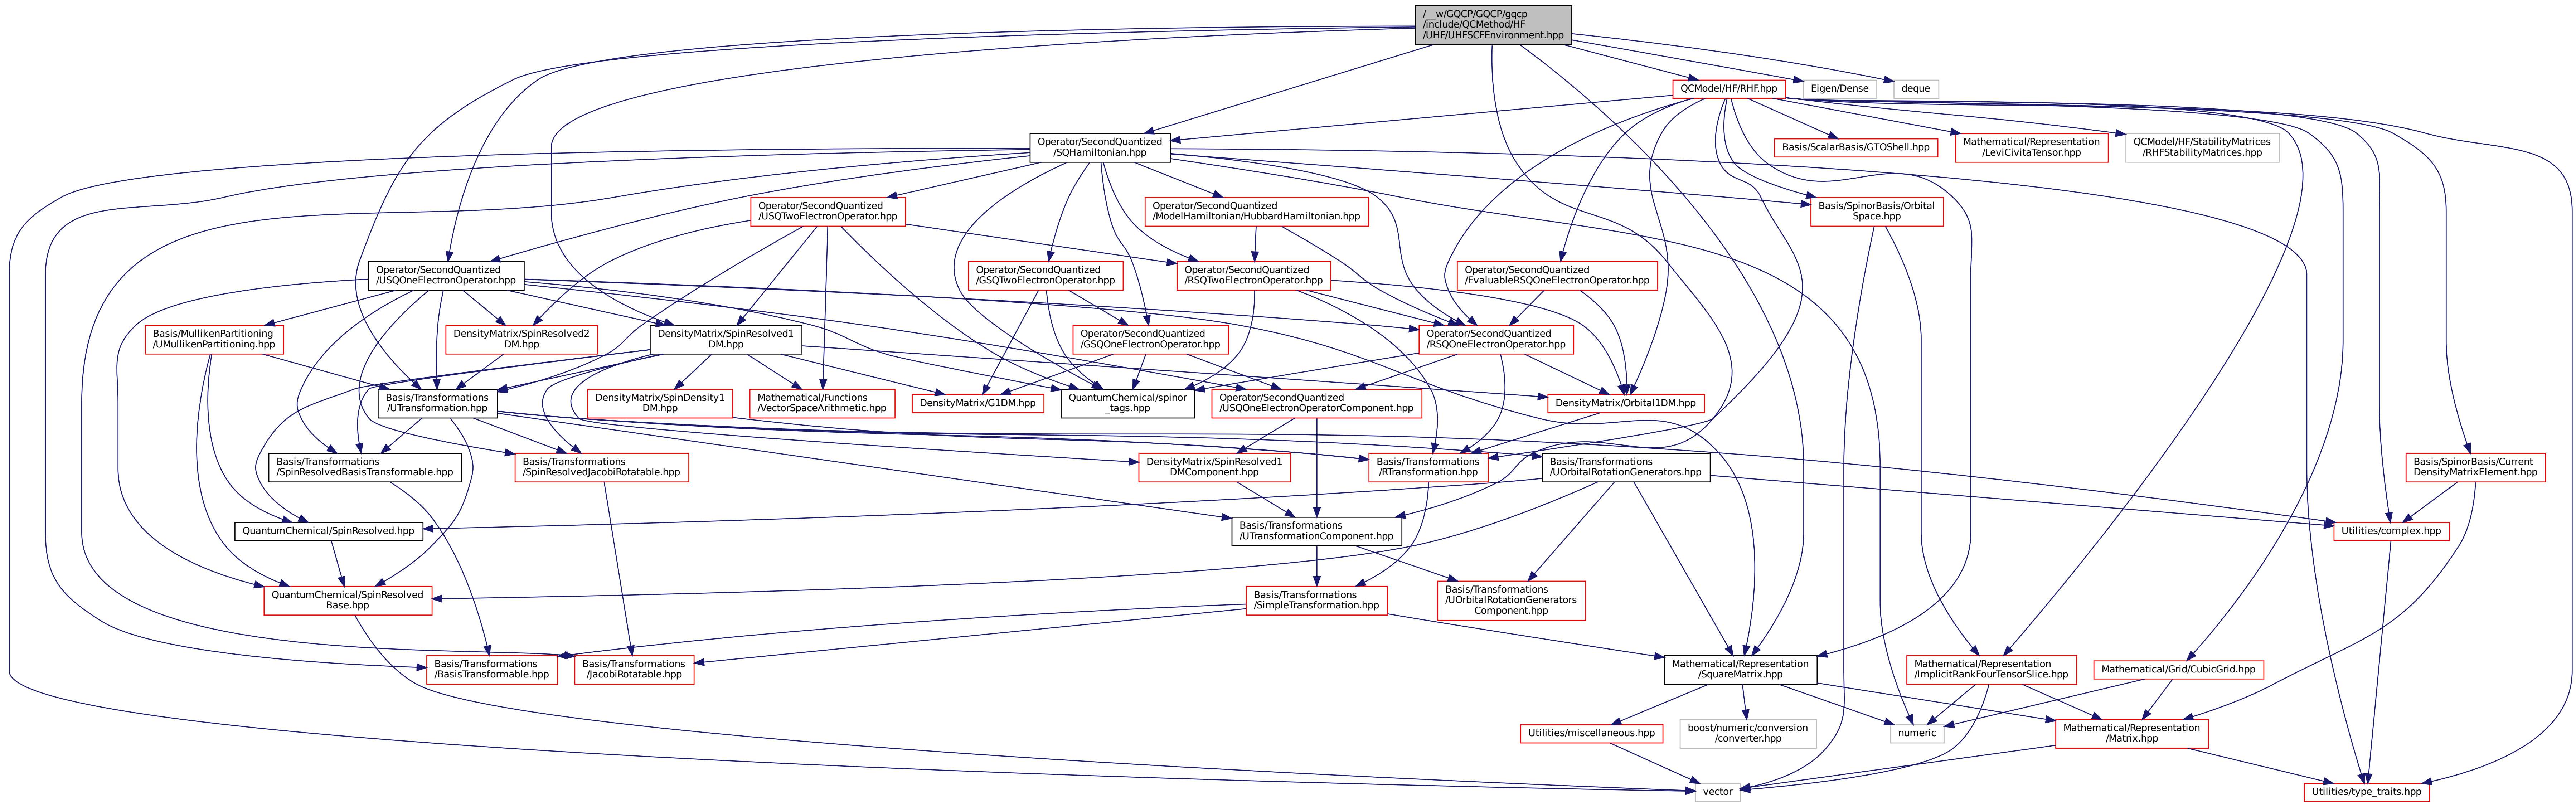 /__w/GQCP/GQCP/gqcp
/include/QCMethod/HF
/UHF/UHFSCFEnvironment.hpp
QCModel/HF/RHF.hpp
Eigen/Dense
deque
Operator/SecondQuantized
/SQHamiltonian.hpp
Basis/ScalarBasis/GTOShell.hpp
Mathematical/Representation
/LeviCivitaTensor.hpp
QCModel/HF/StabilityMatrices
/RHFStabilityMatrices.hpp
Operator/SecondQuantized
/USQTwoElectronOperator.hpp
Operator/SecondQuantized
/ModelHamiltonian/HubbardHamiltonian.hpp
Basis/SpinorBasis/Orbital
Space.hpp
Operator/SecondQuantized
/USQOneElectronOperator.hpp
Operator/SecondQuantized
/GSQTwoElectronOperator.hpp
Operator/SecondQuantized
/RSQTwoElectronOperator.hpp
Operator/SecondQuantized
/EvaluableRSQOneElectronOperator.hpp
Basis/MullikenPartitioning
/UMullikenPartitioning.hpp
DensityMatrix/SpinResolved2
DM.hpp
DensityMatrix/SpinResolved1
DM.hpp
Operator/SecondQuantized
/GSQOneElectronOperator.hpp
Operator/SecondQuantized
/RSQOneElectronOperator.hpp
Basis/Transformations
/UTransformation.hpp
DensityMatrix/SpinDensity1
DM.hpp
Mathematical/Functions
/VectorSpaceArithmetic.hpp
DensityMatrix/G1DM.hpp
QuantumChemical/spinor
_tags.hpp
Operator/SecondQuantized
/USQOneElectronOperatorComponent.hpp
DensityMatrix/Orbital1DM.hpp
Basis/Transformations
/SpinResolvedBasisTransformable.hpp
Basis/Transformations
/SpinResolvedJacobiRotatable.hpp
DensityMatrix/SpinResolved1
DMComponent.hpp
Basis/Transformations
/RTransformation.hpp
Basis/Transformations
/UOrbitalRotationGenerators.hpp
Basis/SpinorBasis/Current
DensityMatrixElement.hpp
QuantumChemical/SpinResolved.hpp
Basis/Transformations
/UTransformationComponent.hpp
Utilities/complex.hpp
QuantumChemical/SpinResolved
Base.hpp
Basis/Transformations
/SimpleTransformation.hpp
Basis/Transformations
/UOrbitalRotationGenerators
Component.hpp
Basis/Transformations
/BasisTransformable.hpp
Basis/Transformations
/JacobiRotatable.hpp
Mathematical/Representation
/SquareMatrix.hpp
Mathematical/Representation
/ImplicitRankFourTensorSlice.hpp
Mathematical/Grid/CubicGrid.hpp
Utilities/miscellaneous.hpp
boost/numeric/conversion
/converter.hpp
numeric
Mathematical/Representation
/Matrix.hpp
vector
Utilities/type_traits.hpp